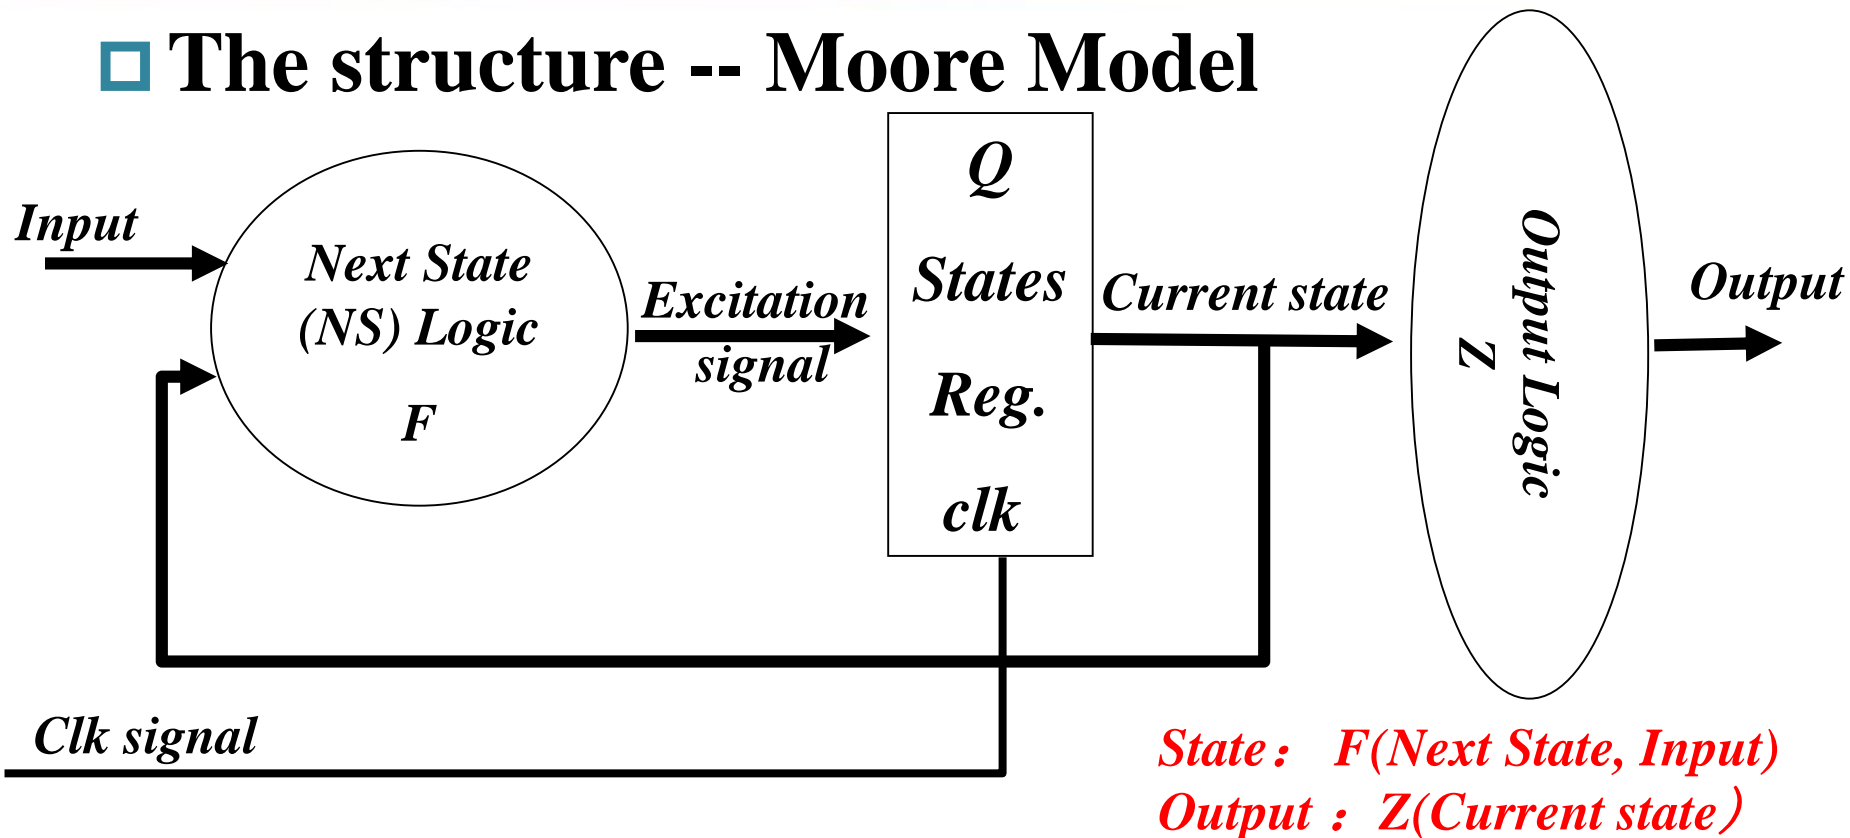 The structure -- Moore Model
Input
Next State
(NS) Logic
F
Excitation
signal
Q
States
Reg.
clk
Current state
Output Logic
Z
Output
Clk signal
State： F(Next State, Input)
Output ：Z(Current state）